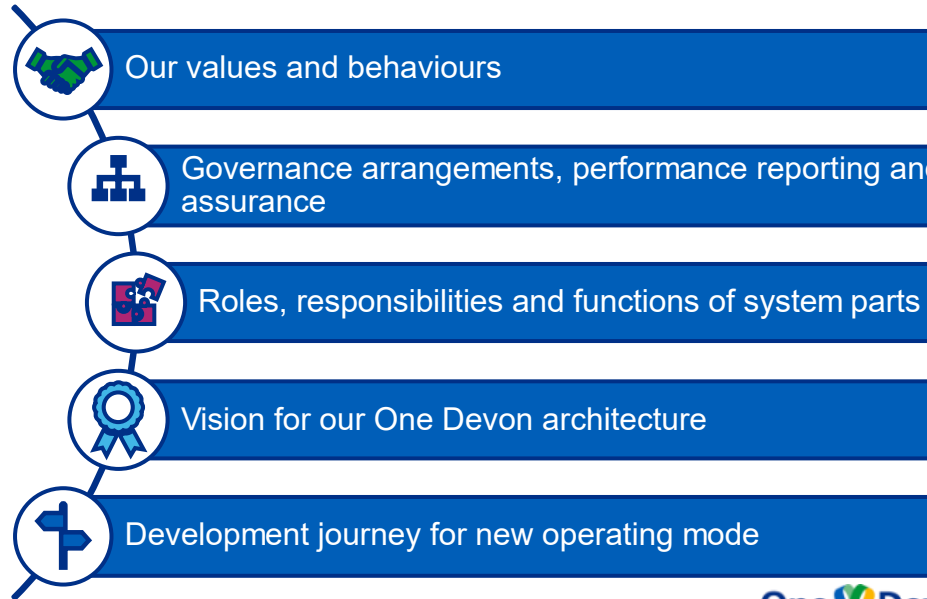 Our values and behaviours
Governance arrangements, performance reporting and
assurance
Roles, responsibilities and functions of system parts
Vision for our One Devon architecture
Development journey for new operating mode
One